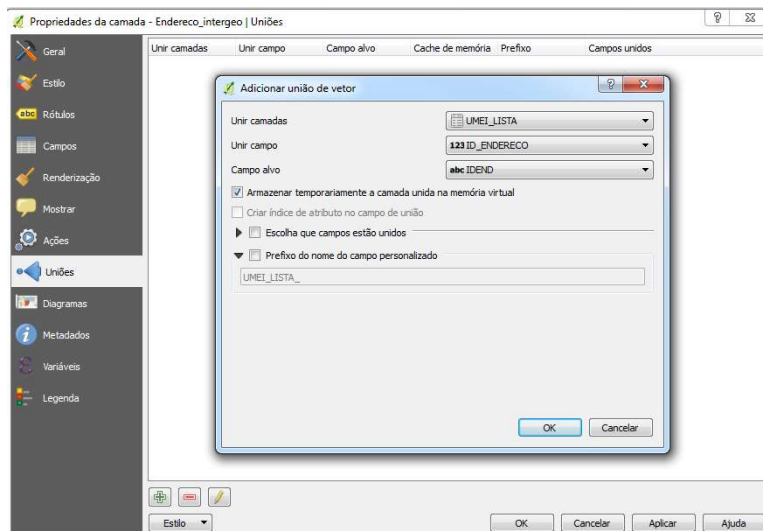 Propriedades da camada - Endereco_intergeo | Uniões
Geral
Estilo
abc Rótulos
Campos
Renderização
Mostrar
Ações
Uniões
Diagramas
Metadados
Variáveis
Legenda
Unir camadas Unir campo Campo alvo Cache de memória Prefixo Campos unidos
Adicionar união de vetor
Unir camadas UMEI_LISTA
Unir campo 123 ID_ENDERECO
Campo alvo abc IDEND
Armazenar temporariamente a camada unida na memória virtual
Criar índice de atributo no campo de união
Escolha que campos estão unidos
Prefixo do nome do campo personalizado
UMEI_LISTA_
OK Cancelar
Estilo OK Cancelar Aplicar Ajuda